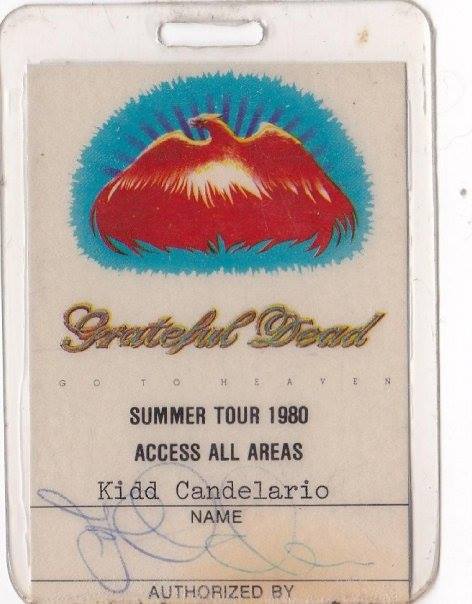 Grateful Dead
GO TO HEAVEN
SUMMER TOUR 1980
ACCESS ALL AREAS
Kidd Candelario
NAME
AUTHORIZED BY